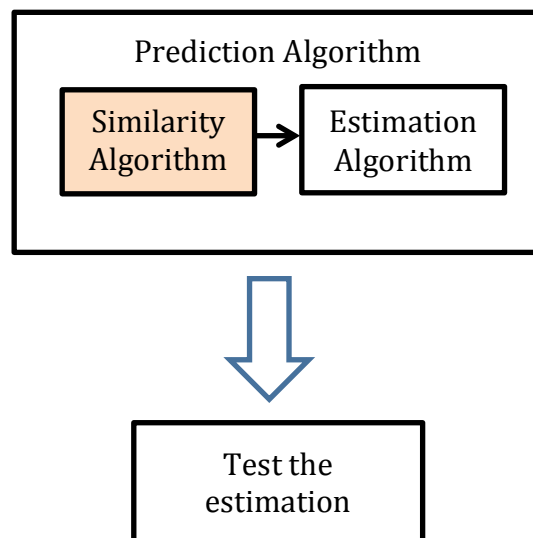 Prediction Algorithm
Similarity
Algorithm
Estimation
Algorithm
Test the
estimation